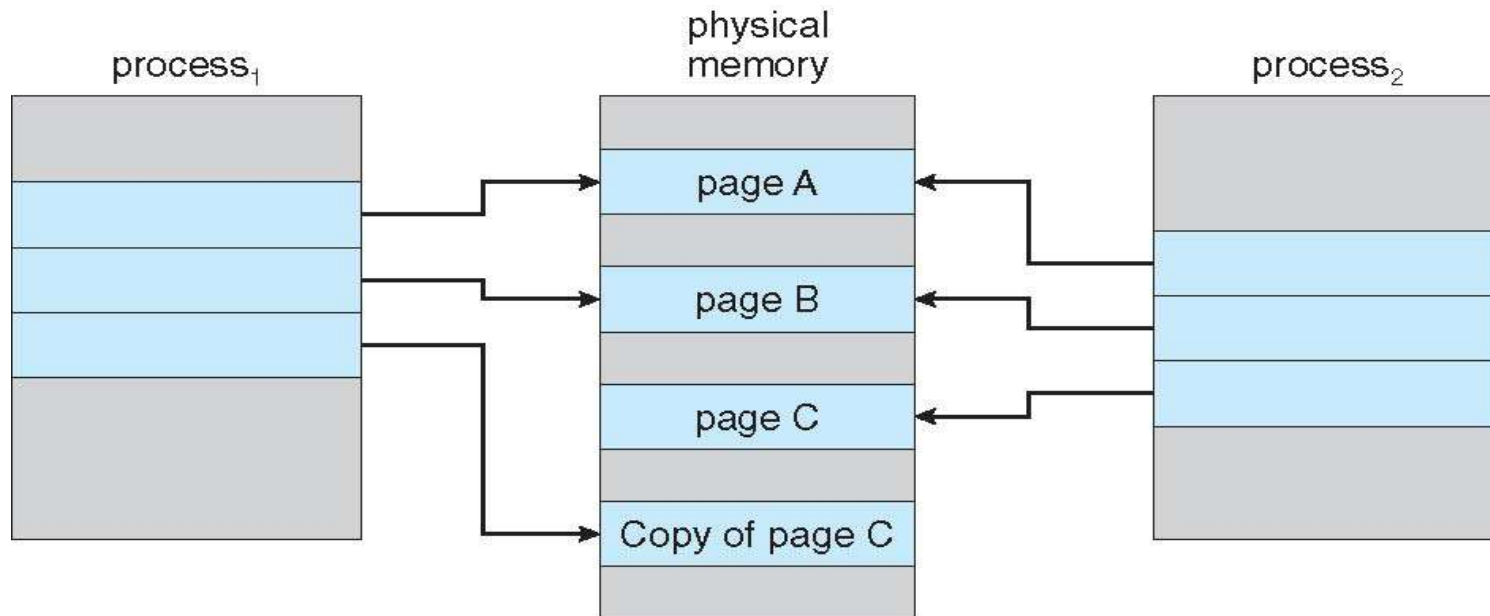 process₁
physical
memory
process₂
page A
page B
page C
Copy of page C